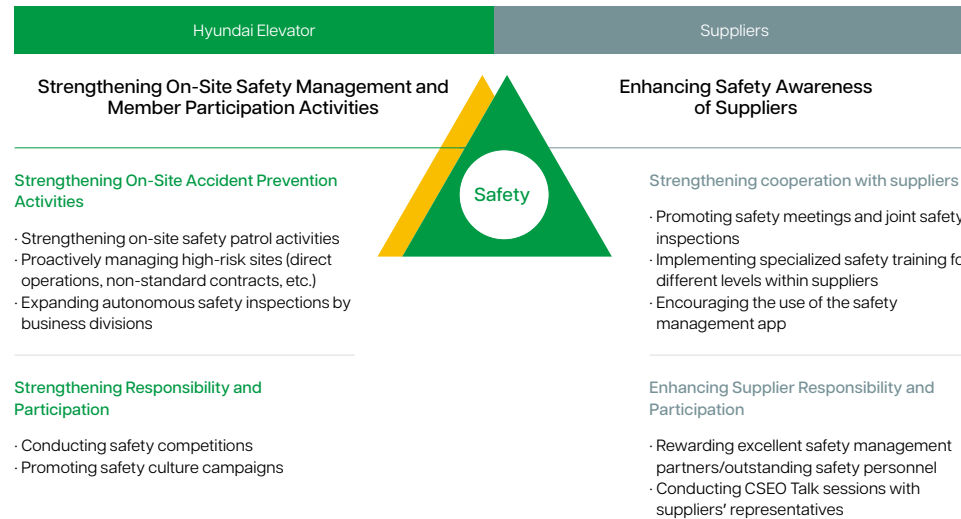 Hyundai Elevator
Suppliers
Strengthening On-Site Safety Management and
Member Participation Activities
Enhancing Safety Awareness
of Suppliers
Safety
Strengthening On-Site Accident Prevention
Activities
· Strengthening on-site safety patrol activities
· Proactively managing high-risk sites (direct
operations, non-standard contracts, etc.)
· Expanding autonomous safety inspections by
business divisions
Strengthening Responsibility and
Participation
· Conducting safety competitions
· Promoting safety culture campaigns
Strengthening cooperation with suppliers
· Promoting safety meetings and joint safety
inspections
· Implementing specialized safety training fo
different levels within suppliers
· Encouraging the use of the safety
management app
Enhancing Supplier Responsibility and
Participation
· Rewarding excellent safety management
partners/outstanding safety personnel
· Conducting CSEO Talk sessions with
suppliers' representatives